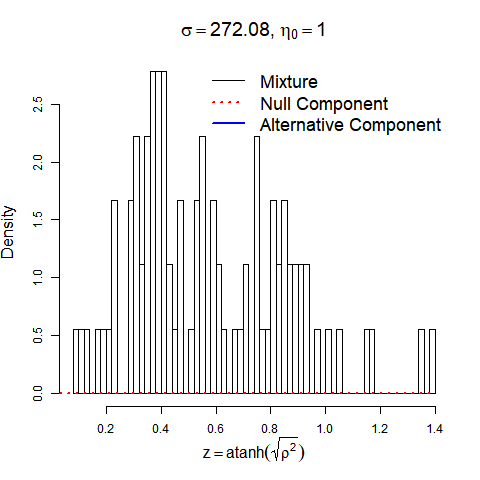 σ = 272.08, η₀ = 1
Mixture
Null Component
Alternative Component
Density
2.5
2.0
1.5
1.0
0.5
0.0
0.2 0.4 0.6 0.8 1.0 1.2 1.4
z = atanh(√ρ²)